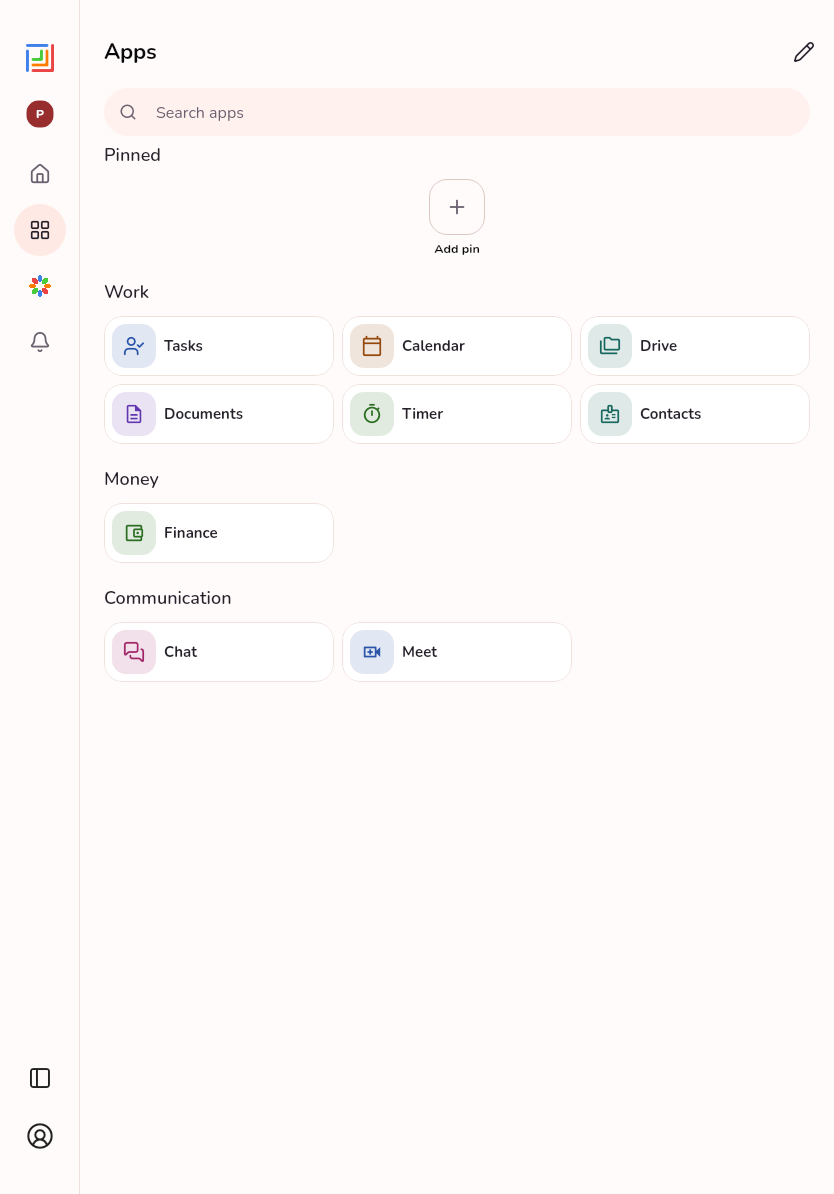 Apps
P
Search apps
Pinned
Add pin
Work
Tasks
Calendar
Drive
Documents
Timer
Contacts
Money
Finance
Communication
Chat
Meet